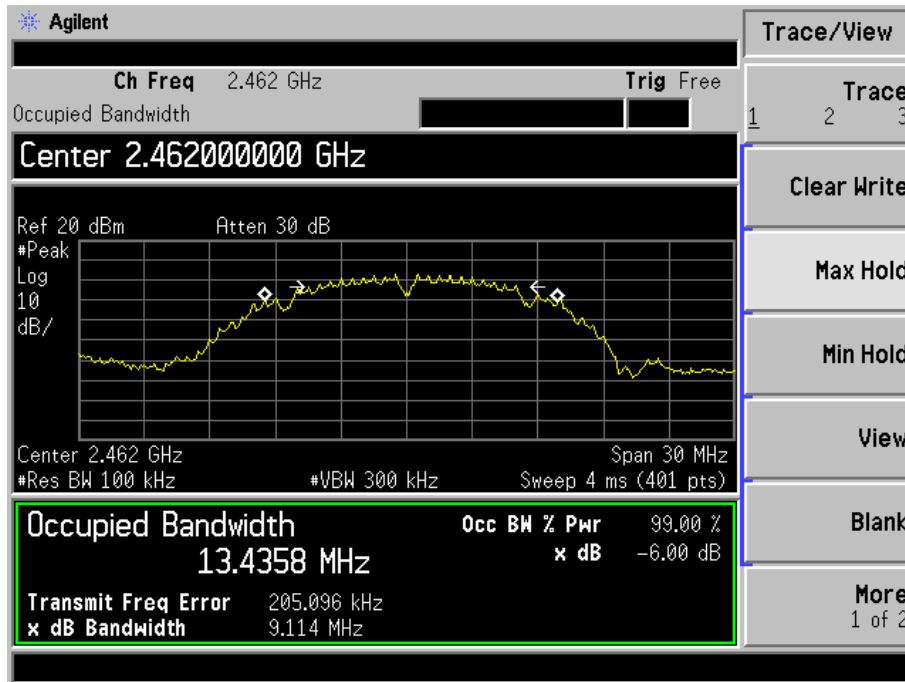 Agilent
Trace/View
Ch Freq 2.462 GHz Trig Free
Occupied Bandwidth
Trace
1 2 3
Center 2.462000000 GHz
Clear Write
Ref 20 dBm Atten 30 dB
#Peak
Log
10
dB/
Max Hold
Min Hold
View
Center 2.462 GHz Span 30 MHz
#Res BW 100 kHz #VBW 300 kHz Sweep 4 ms (401 pts)
Occupied Bandwidth
13.4358 MHz
Occ BW % Pwr 99.00 %
x dB -6.00 dB
Blank
Transmit Freq Error 205.096 kHz
x dB Bandwidth 9.114 MHz
More
1 of 2